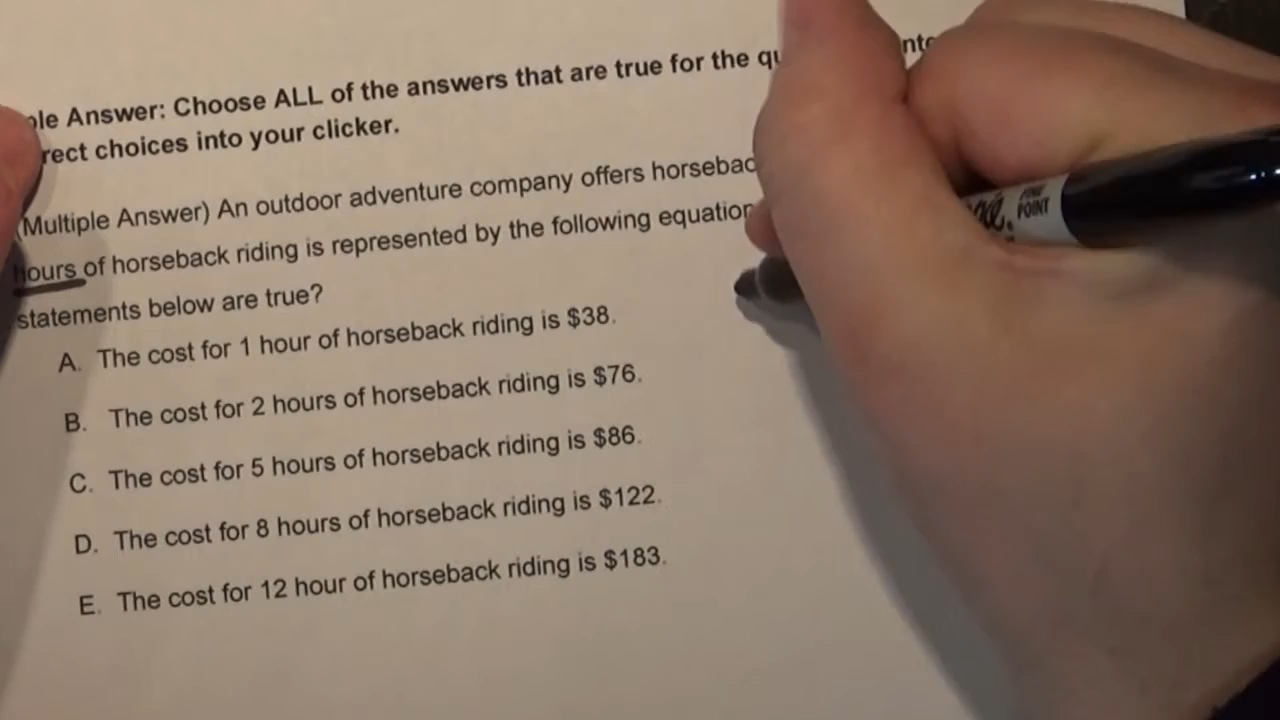 Answer: Choose ALL of the answers that are true for the
choices into your clicker.
(Multiple Answer) An outdoor adventure company offers
hours of horseback riding is represented by the following
statements below are true?
A. The cost for 1 hour of horseback riding is $38.
B. The cost for 2 hours of horseback riding is $76.
C. The cost for 5 hours of horseback riding is $86.
D. The cost for 8 hours of horseback riding is $122.
E. The cost for 12 hour of horseback riding is $183.
FINE
POINT